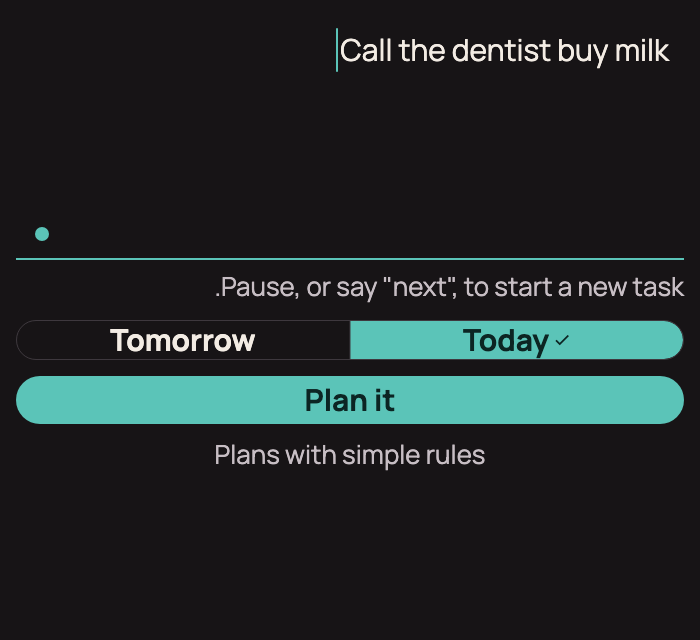 Call the dentist buy milk
.Pause, or say "next", to start a new task
Today
Tomorrow
Plan it
Plans with simple rules